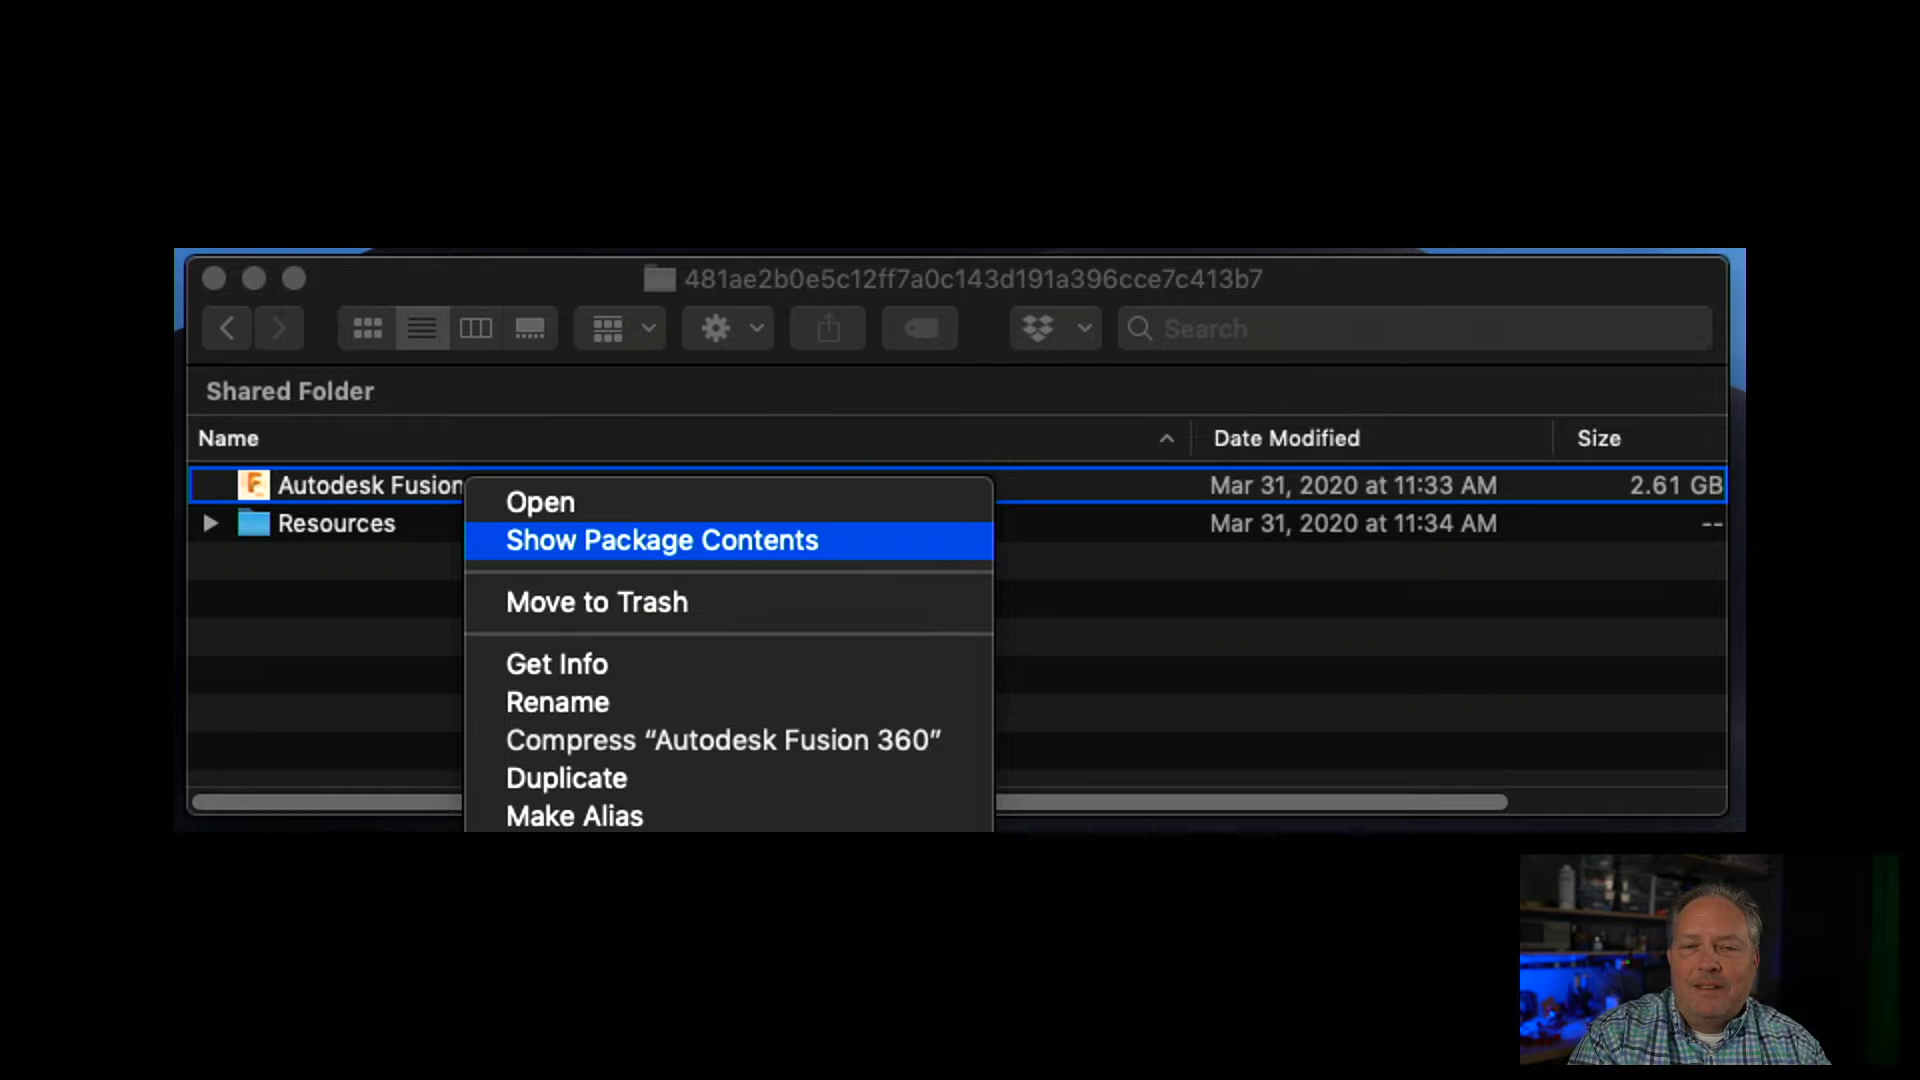 481ae2b0e5c12ff7a0c143d191a396cce7c413b7
Search
Shared Folder
Name Date Modified Size
Autodesk Fusion Mar 31, 2020 at 11:33 AM 2.61 GB
Resources Mar 31, 2020 at 11:34 AM --
Open
Show Package Contents
Move to Trash
Get Info
Rename
Compress “Autodesk Fusion 360”
Duplicate
Make Alias